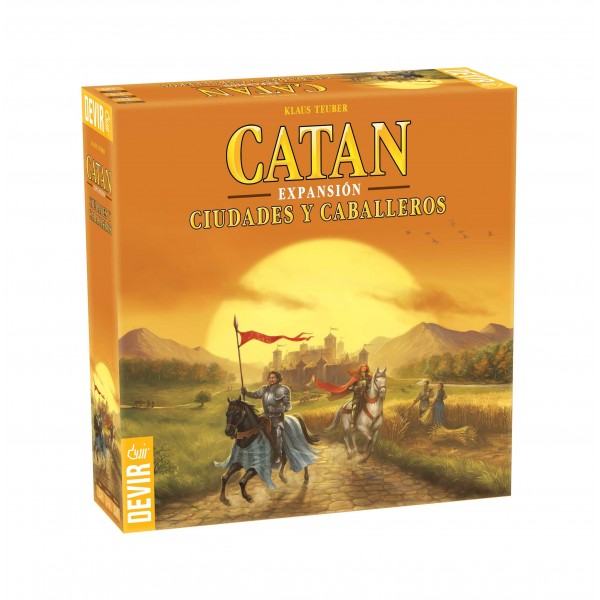 KLAUS TEUBER
CATAN
EXPANSIÓN
CIUDADES Y CABALLEROS
DEVIR
CATAN
devir
DEVIR